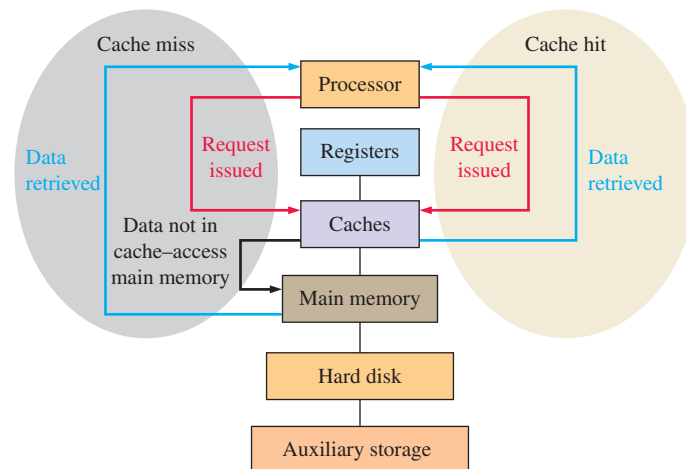 Cache miss
Cache hit
Processor
Data
retrieved
Request
issued
Registers
Request
issued
Data
retrieved
Caches
Data not in
cache–access
main memory
Main memory
Hard disk
Auxiliary storage